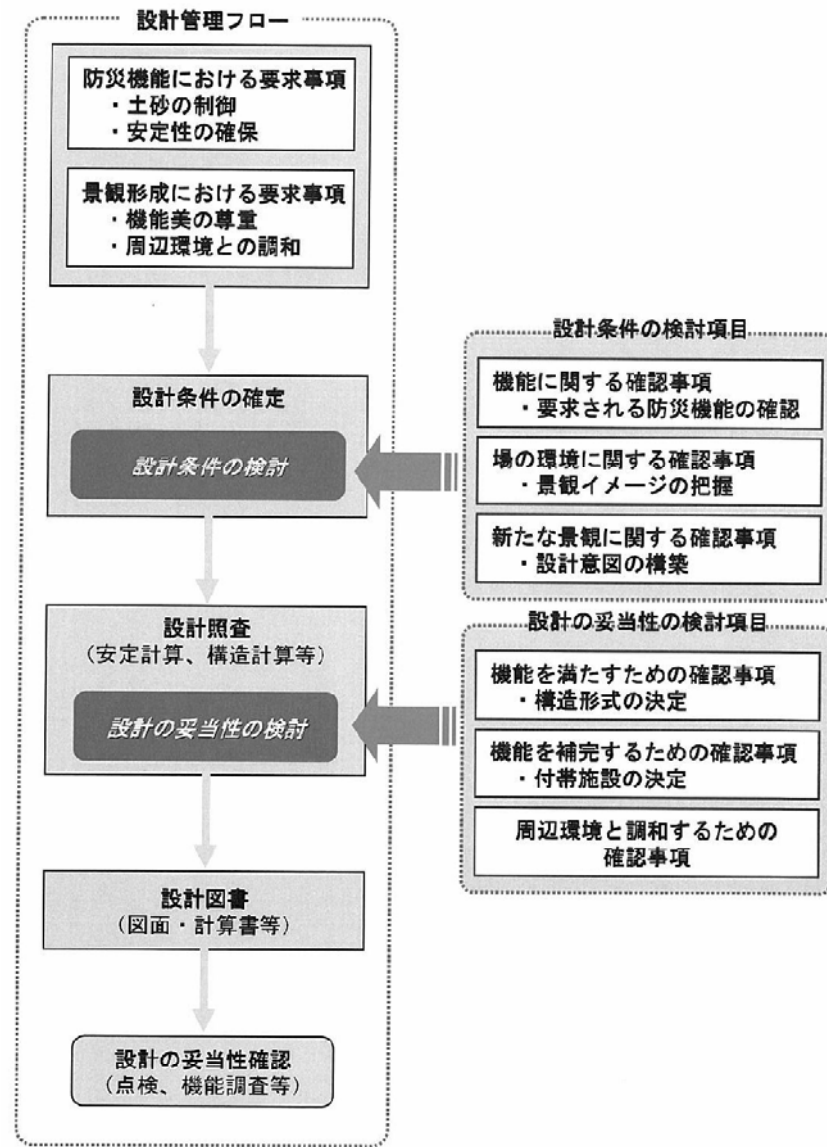 設計管理フロー
防災機能における要求事項
・土砂の制御
・安定性の確保
景観形成における要求事項
・機能美の尊重
・周辺環境との調和
設計条件の確定
設計条件の検討
設計条件の検討項目
機能に関する確認事項
・要求される防災機能の確認
場の環境に関する確認事項
・景観イメージの把握
新たな景観に関する確認事項
・設計意図の構築
設計照査
(安定計算、構造計算等)
設計の妥当性の検討
設計の妥当性の検討項目
機能を満たすための確認事項
・構造形式の決定
機能を補完するための確認事項
・付帯施設の決定
周辺環境と調和するための
確認事項
設計図書
(図面・計算書等)
設計の妥当性確認
(点検、機能調査等)